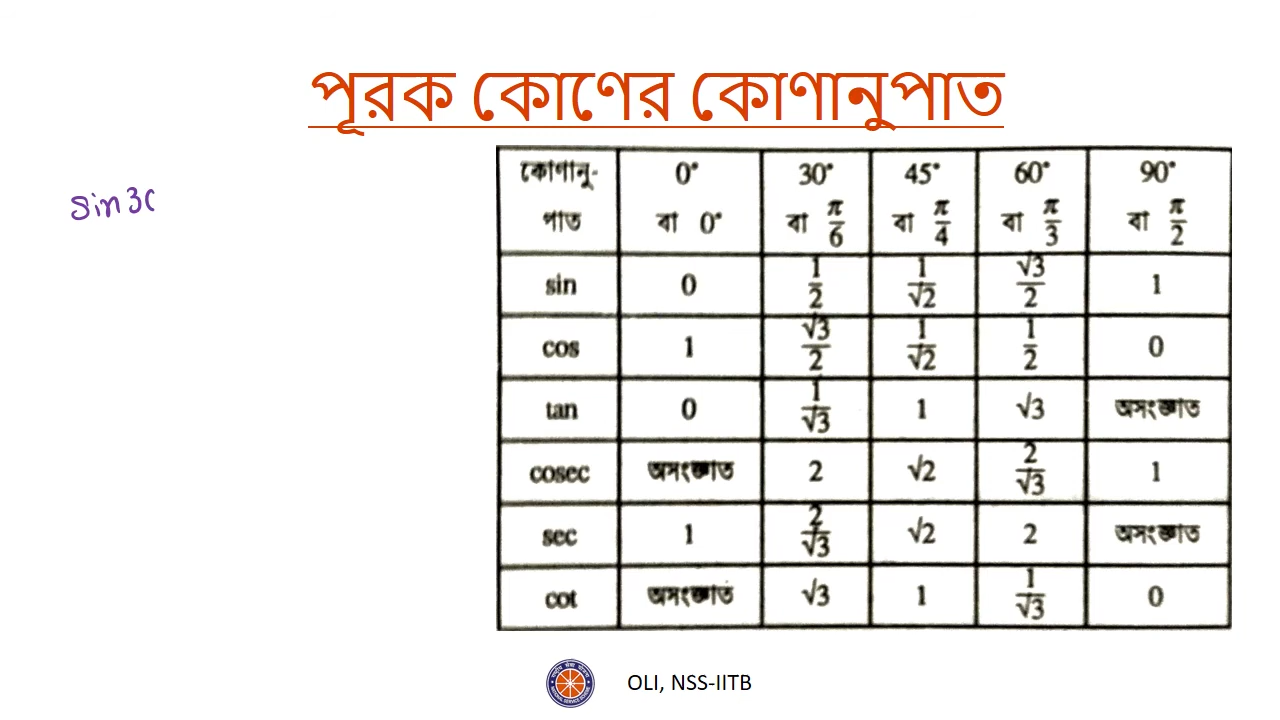 পূরক কোণের কোণানুপাত
sin 3
কোণানু- 0° 30° 45° 60° 90°
পাত বা 0° বা π/6 বা π/4 বা π/3 বা π/2
sin 0 1/2 1/√2 √3/2 1
cos 1 √3/2 1/√2 1/2 0
tan 0 1/√3 1 √3 অসংজ্ঞাত
cosec অসংজ্ঞাত 2 √2 2/√3 1
sec 1 2/√3 √2 2 অসংজ্ঞাত
cot অসংজ্ঞাত √3 1 1/√3 0
OLI, NSS-IITB